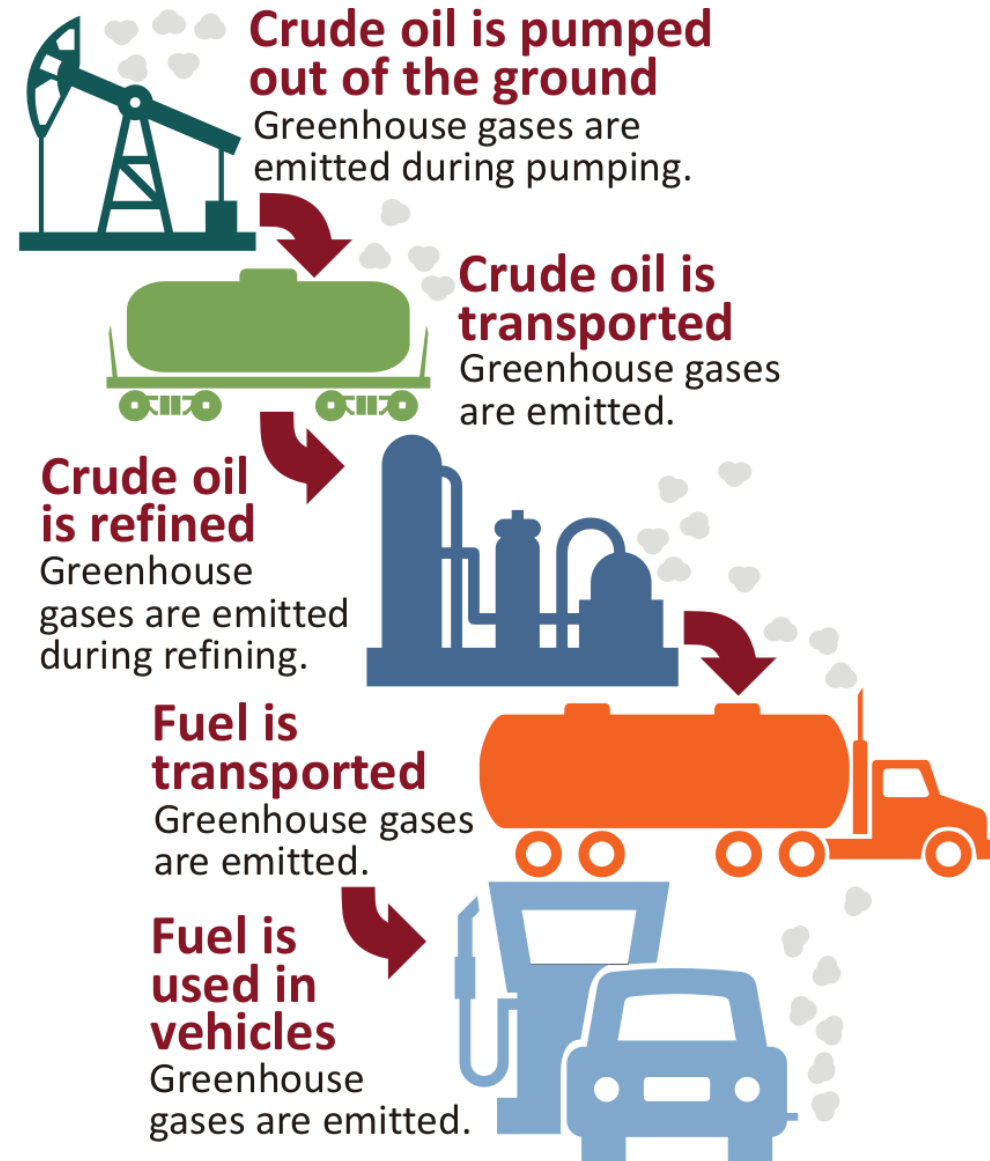 Crude oil is pumped
out of the ground
Greenhouse gases are
emitted during pumping.
Crude oil is
transported
Greenhouse gases
are emitted.
Crude oil
is refined
Greenhouse
gases are emitted
during refining.
Fuel is
transported
Greenhouse gases
are emitted.
Fuel is
used in
vehicles
Greenhouse
gases are emitted.